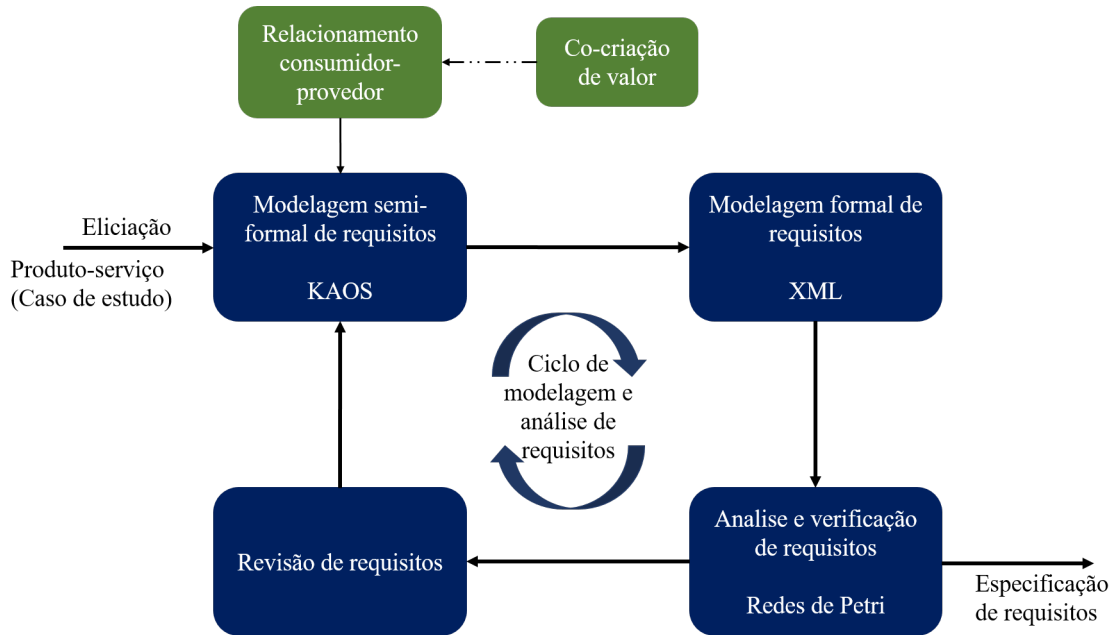 Relacionamento
consumidor-
provedor
Co-criação
de valor
Eliciação
Produto-serviço
(Caso de estudo)
Modelagem semi-
formal de requisitos
KAOS
Modelagem formal de
requisitos
XML
Ciclo de
modelagem e
análise de
requisitos
Revisão de requisitos
Analise e verificação
de requisitos
Redes de Petri
Especificação
de requisitos